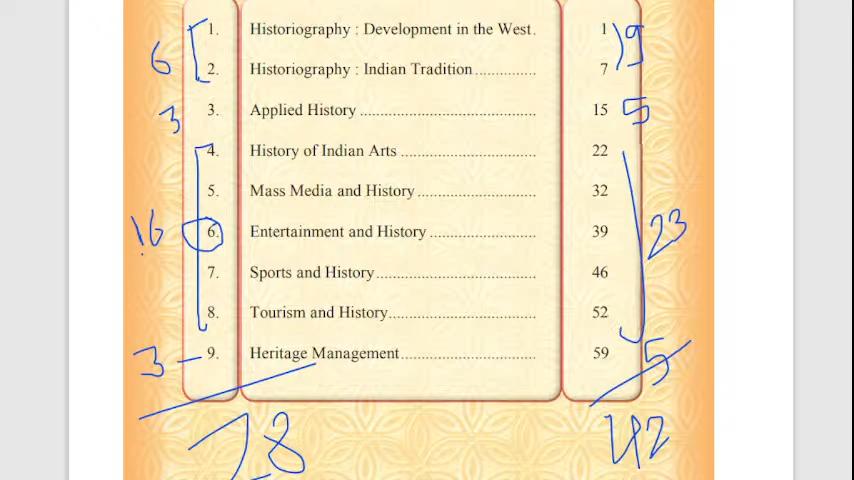 1. Historiography : Development in the West. 1
6 9
2. Historiography : Indian Tradition .............. 7
3 3. Applied History ............................................ 15 5
4. History of Indian Arts .................................. 22
5. Mass Media and History .............................. 32
16 6. Entertainment and History ........................... 39 23
7. Sports and History ........................................ 46
8. Tourism and History ..................................... 52
3 9. Heritage Management .................................. 59 5
28 42